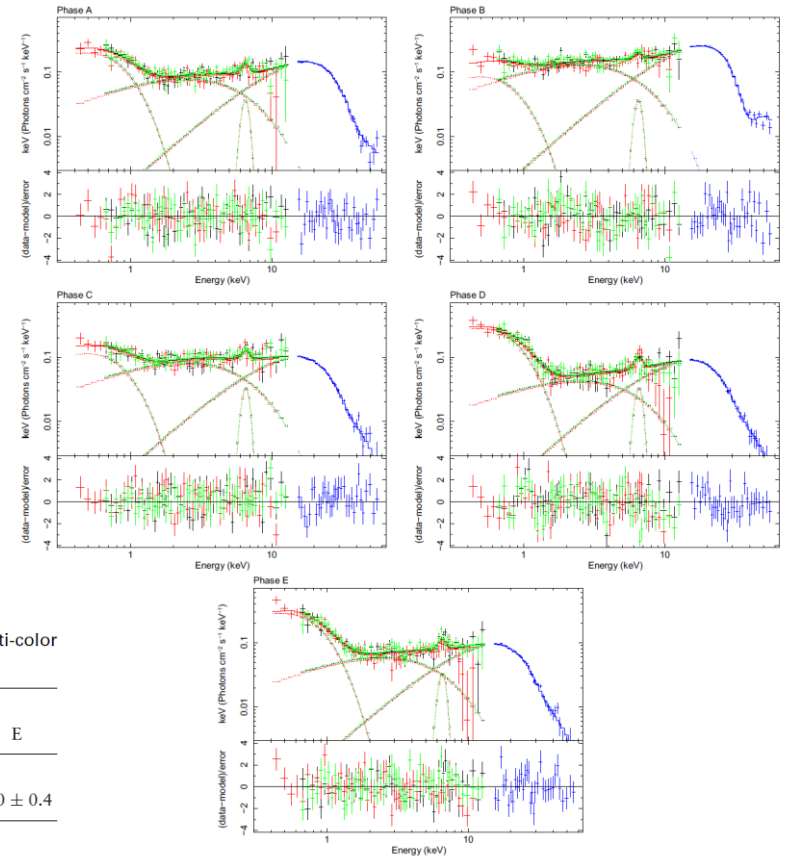 Phase A
keV (Photons cm⁻² s⁻¹ keV⁻¹)
0.1
0.01
(data−model)/error
4
2
0
−2
−4
1
10
Energy (keV)
Phase B
keV (Photons cm⁻² s⁻¹ keV⁻¹)
0.1
0.01
(data−model)/error
4
2
0
−2
−4
1
10
Energy (keV)
Phase C
keV (Photons cm⁻² s⁻¹ keV⁻¹)
0.1
0.01
(data−model)/error
4
2
0
−2
−4
1
10
Energy (keV)
Phase D
keV (Photons cm⁻² s⁻¹ keV⁻¹)
0.1
0.01
(data−model)/error
4
2
0
−2
−4
1
10
Energy (keV)
ti-color
E
0 ± 0.4
Phase E
keV (Photons cm⁻² s⁻¹ keV⁻¹)
0.1
0.01
(data−model)/error
4
2
0
−2
−4
1
10
Energy (keV)